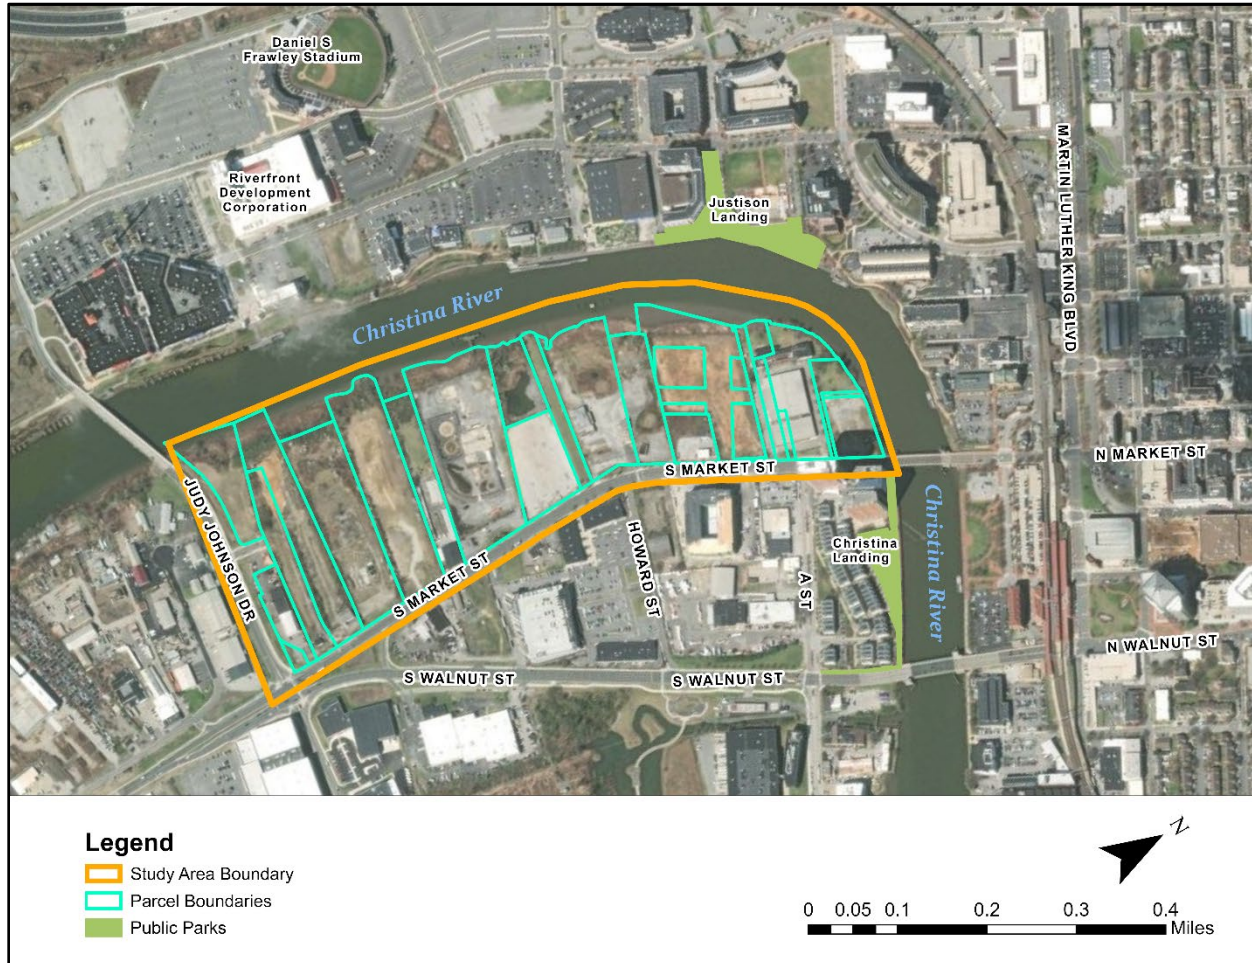 Daniel S
Frawley Stadium
Riverfront
Development
Corporation
Justison
Landing
MARTIN LUTHER KING BLVD
Christina River
S MARKET ST
N MARKET ST
JUDY JOHNSON DR
S MARKET ST
HOWARD ST
A ST
Christina
Landing
Christina River
S WALNUT ST
S WALNUT ST
N WALNUT ST
Legend
Study Area Boundary
Parcel Boundaries
Public Parks
N
0 0.05 0.1 0.2 0.3 0.4
Miles